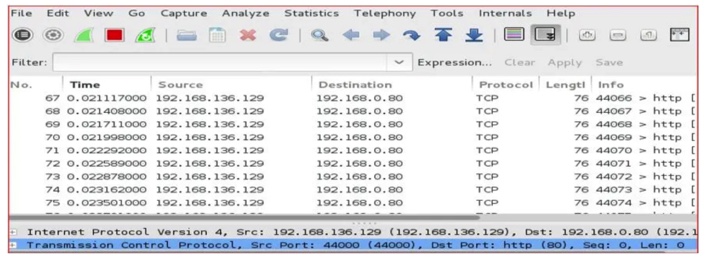 File Edit View Go Capture Analyze Statistics Telephony Tools Internals Help
Filter: Expression... Clear Apply Save
No. Time Source Destination Protocol Lengtl Info
67 0.021117000 192.168.136.129 192.168.0.80 TCP 76 44066 > http [
68 0.021408000 192.168.136.129 192.168.0.80 TCP 76 44067 > http [
69 0.021711000 192.168.136.129 192.168.0.80 TCP 76 44068 > http [
70 0.021998000 192.168.136.129 192.168.0.80 TCP 76 44069 > http [
71 0.022292000 192.168.136.129 192.168.0.80 TCP 76 44070 > http [
72 0.022589000 192.168.136.129 192.168.0.80 TCP 76 44071 > http [
73 0.022878000 192.168.136.129 192.168.0.80 TCP 76 44072 > http [
74 0.023162000 192.168.136.129 192.168.0.80 TCP 76 44073 > http [
75 0.023501000 192.168.136.129 192.168.0.80 TCP 76 44074 > http [
Internet Protocol Version 4, Src: 192.168.136.129 (192.168.136.129), Dst: 192.168.0.80 (192.1
Transmission Control Protocol, Src Port: 44000 (44000), Dst Port: http (80), Seq: 0, Len: 0